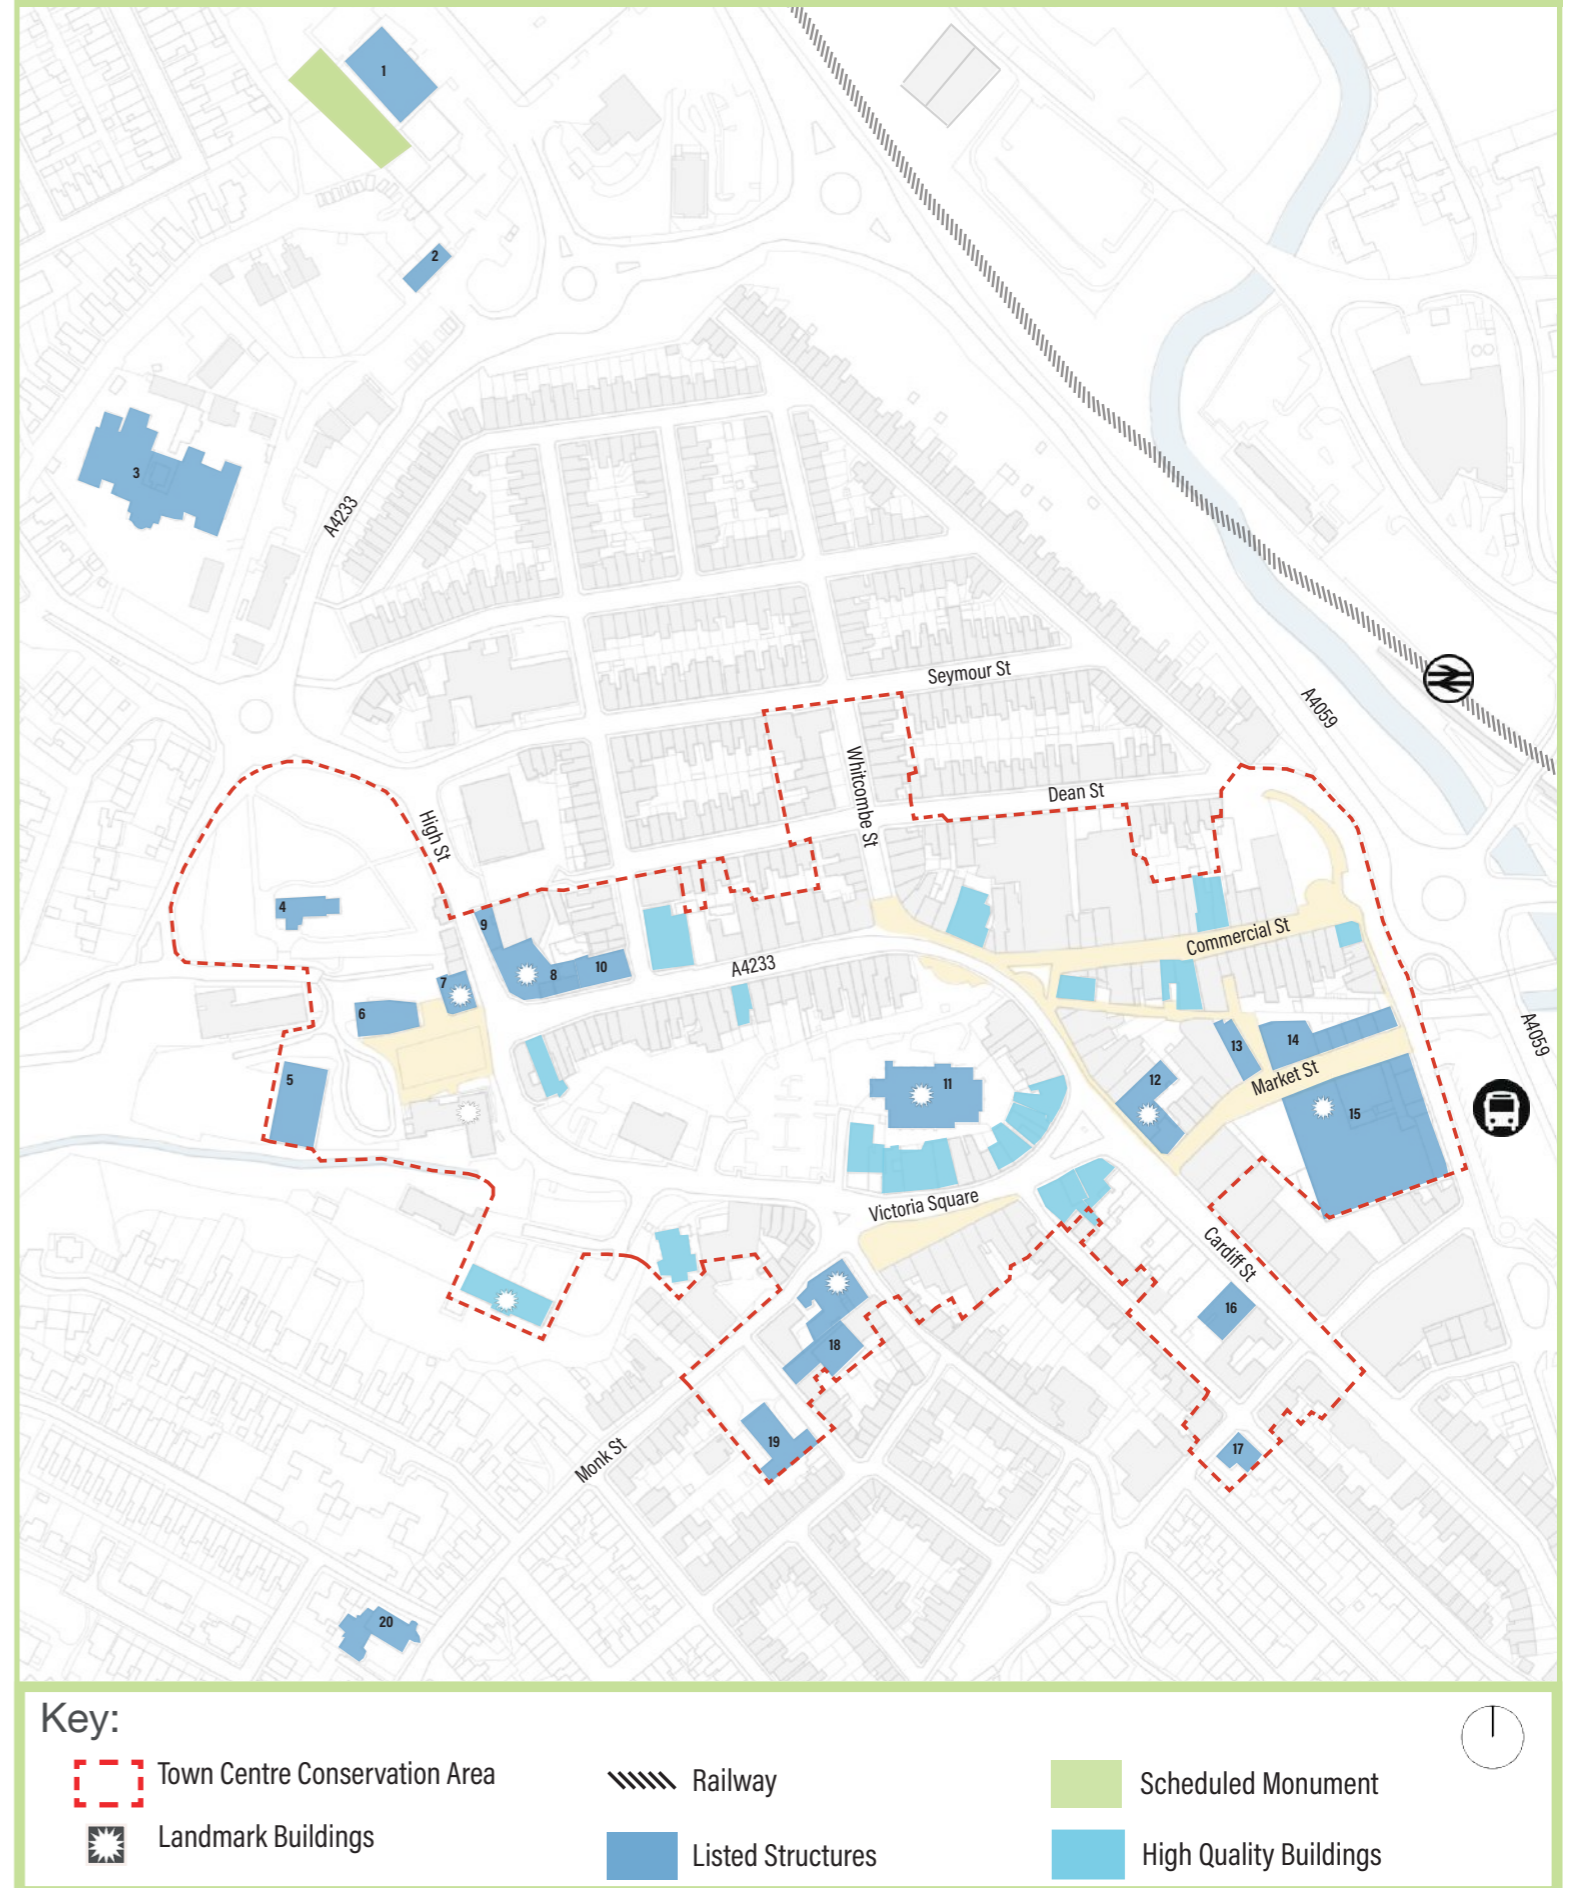 1
2
3
A4233
Seymour St
A4059
Whitcombe St
Dean St
High St
4
9
Commercial St
7
8
10
A4233
6
A4059
13
14
Market St
5
11
12
15
Victoria Square
Cardiff St
16
18
19
17
Monk St
20
Key:
Town Centre Conservation Area
Railway
Scheduled Monument
Landmark Buildings
Listed Structures
High Quality Buildings